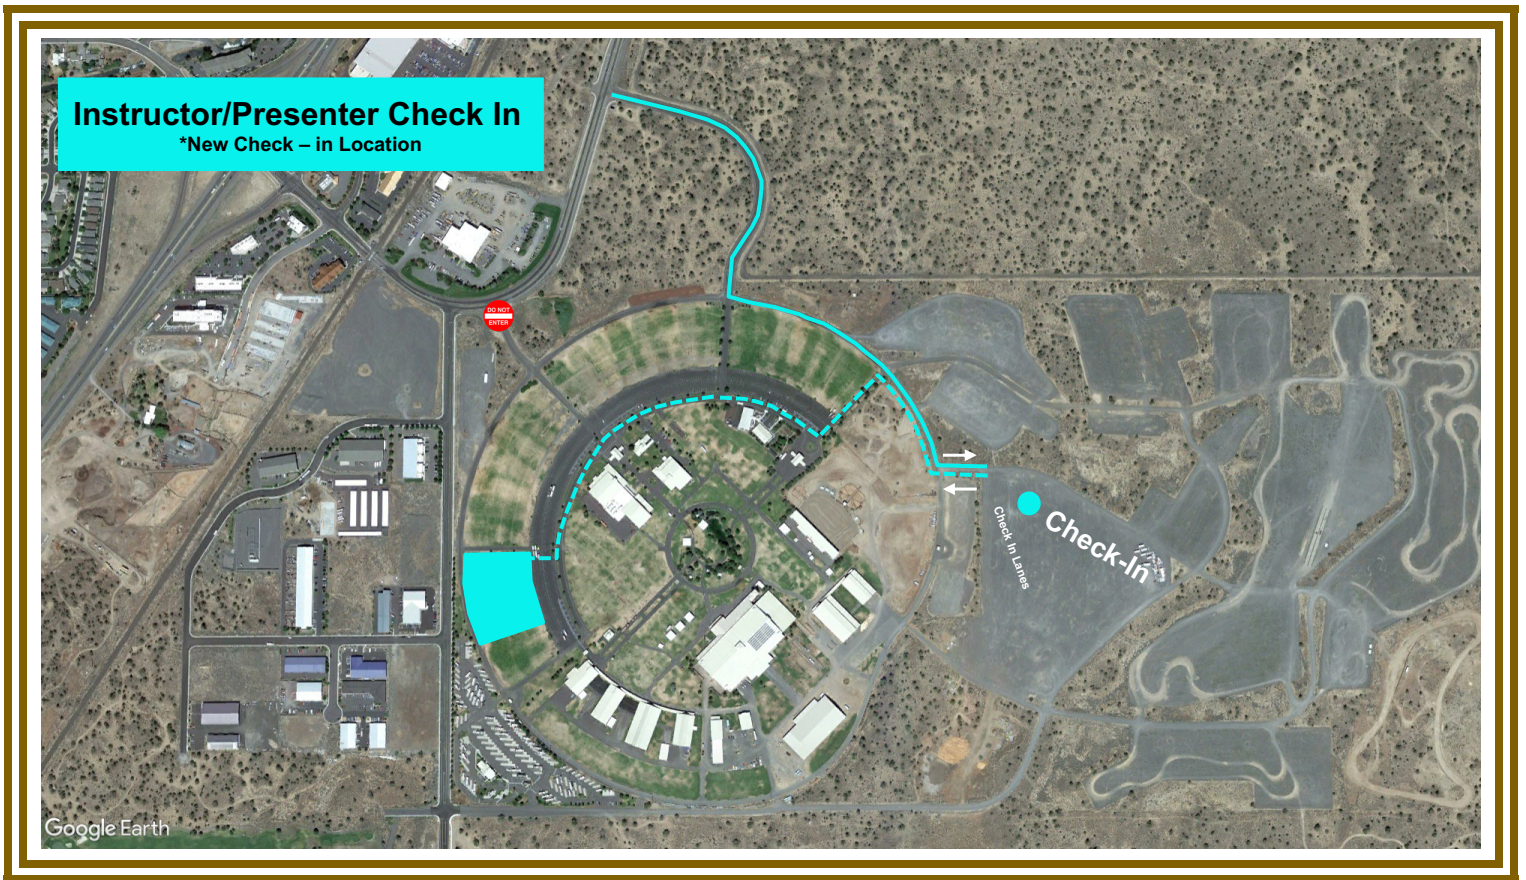 Instructor/Presenter Check In
*New Check – in Location
DO NOT
ENTER
Check-In
Check In Lanes
Google Earth